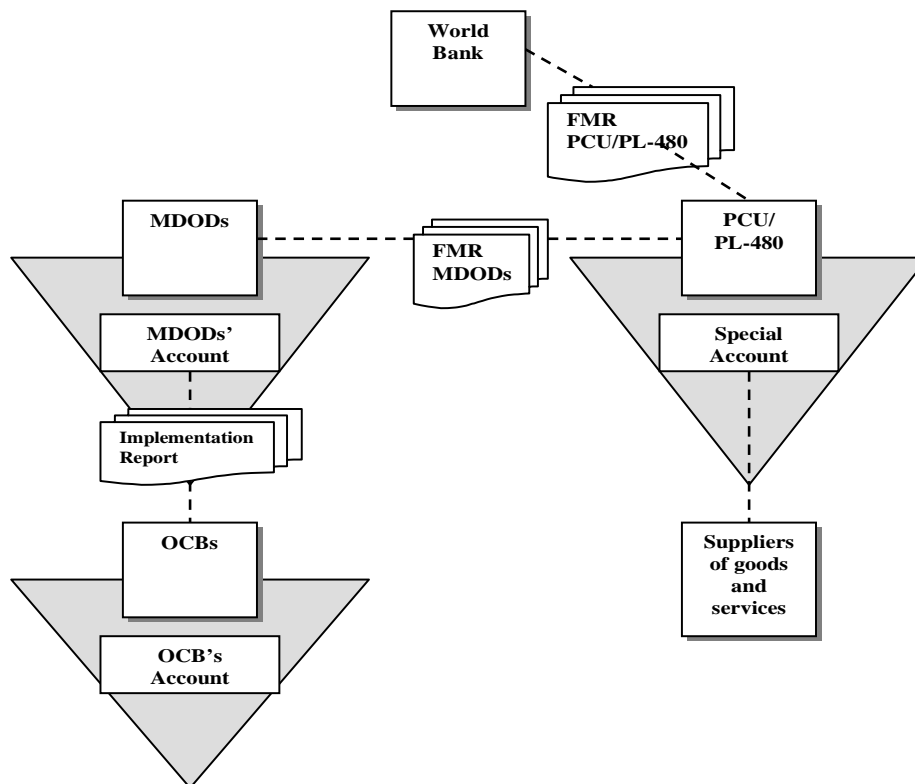 World
Bank
FMR
PCU/PL-480
MDODs
FMR
MDODs
PCU/
PL-480
MDODs'
Account
Special
Account
Implementation
Report
OCBs
Suppliers
of goods
and
services
OCB's
Account